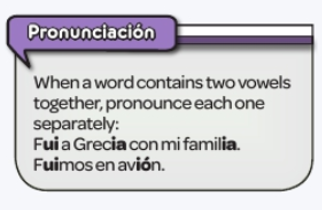 Pronunciación
When a word contains two vowels
together, pronounce each one
separately:
Fui a Grecia con mi familia.
Fuimos en avión.